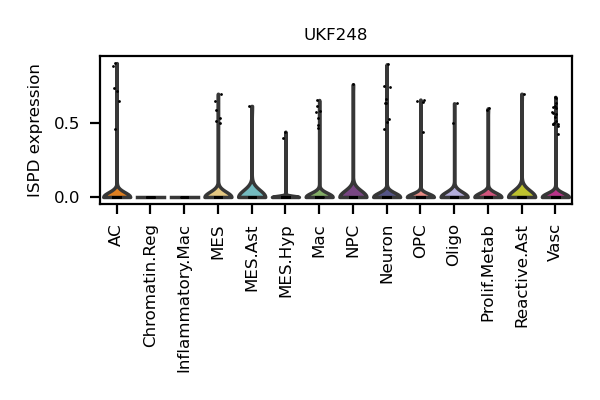 UKF248
ISPD expression
0.5
0.0
AC
Chromatin.Reg
Inflammatory.Mac
MES
MES.Ast
MES.Hyp
Mac
NPC
Neuron
OPC
Oligo
Prolif.Metab
Reactive.Ast
Vasc